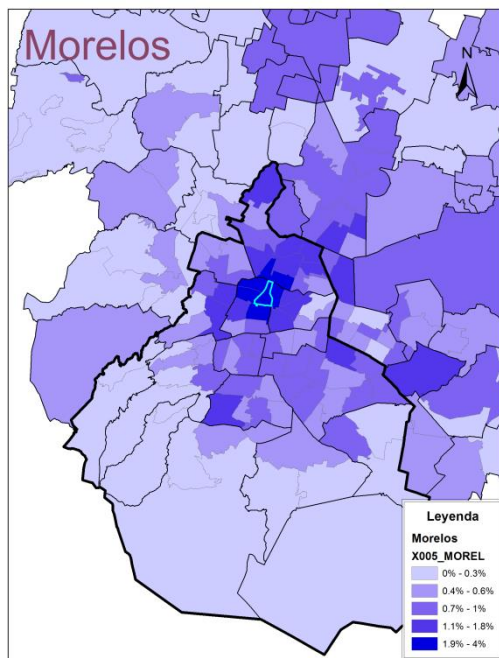 Morelos
N
Leyenda
Morelos
X005_MOREL
0% - 0.3%
0.4% - 0.6%
0.7% - 1%
1.1% - 1.8%
1.9% - 4%